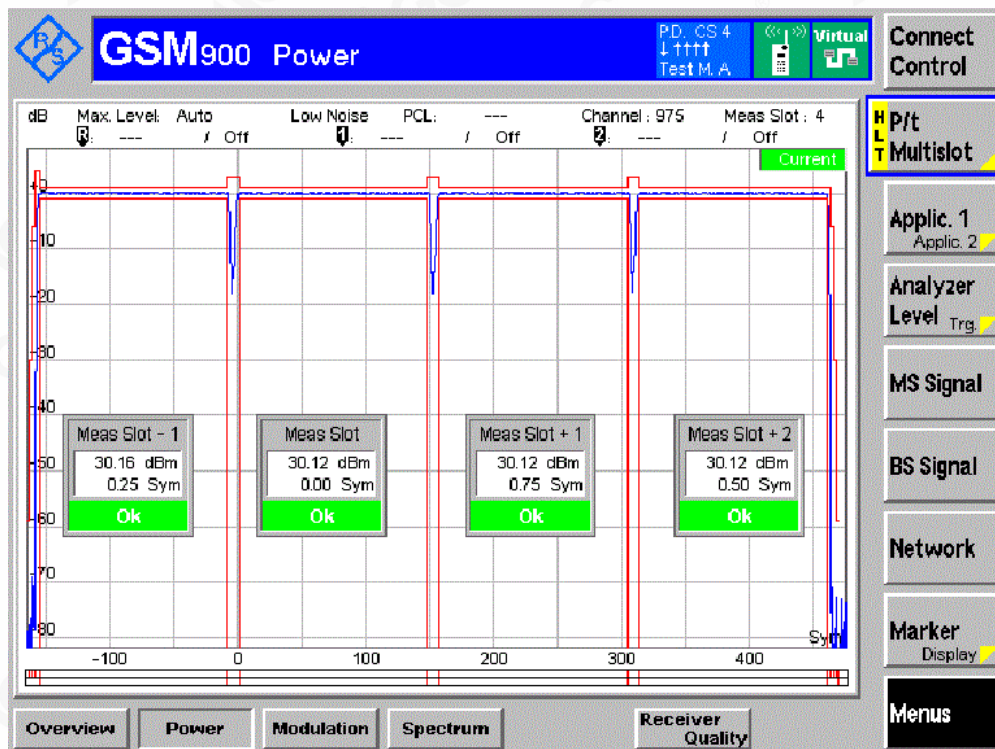 R/S
GSM900 Power
P.D. CS 4
↓ ↑↑↑↑
Test M. A
Virtual
Connect Control
dB Max. Level: Auto Low Noise PCL: --- Channel : 975 Meas Slot : 4
R: --- / Off 1: --- / Off 2: --- / Off
Current
+0
-10
-20
-30
-40
-50
-60
-70
-80
Meas Slot - 1
30.16 dBm
0.25 Sym
Ok
Meas Slot
30.12 dBm
0.00 Sym
Ok
Meas Slot + 1
30.12 dBm
0.75 Sym
Ok
Meas Slot + 2
30.12 dBm
0.50 Sym
Ok
Sym
-100 0 100 200 300 400
HLT
P/t Multislot
Applic. 1
Applic. 2
Analyzer
Level Trg.
MS Signal
BS Signal
Network
Marker
Display
Menus
Overview Power Modulation Spectrum Receiver Quality